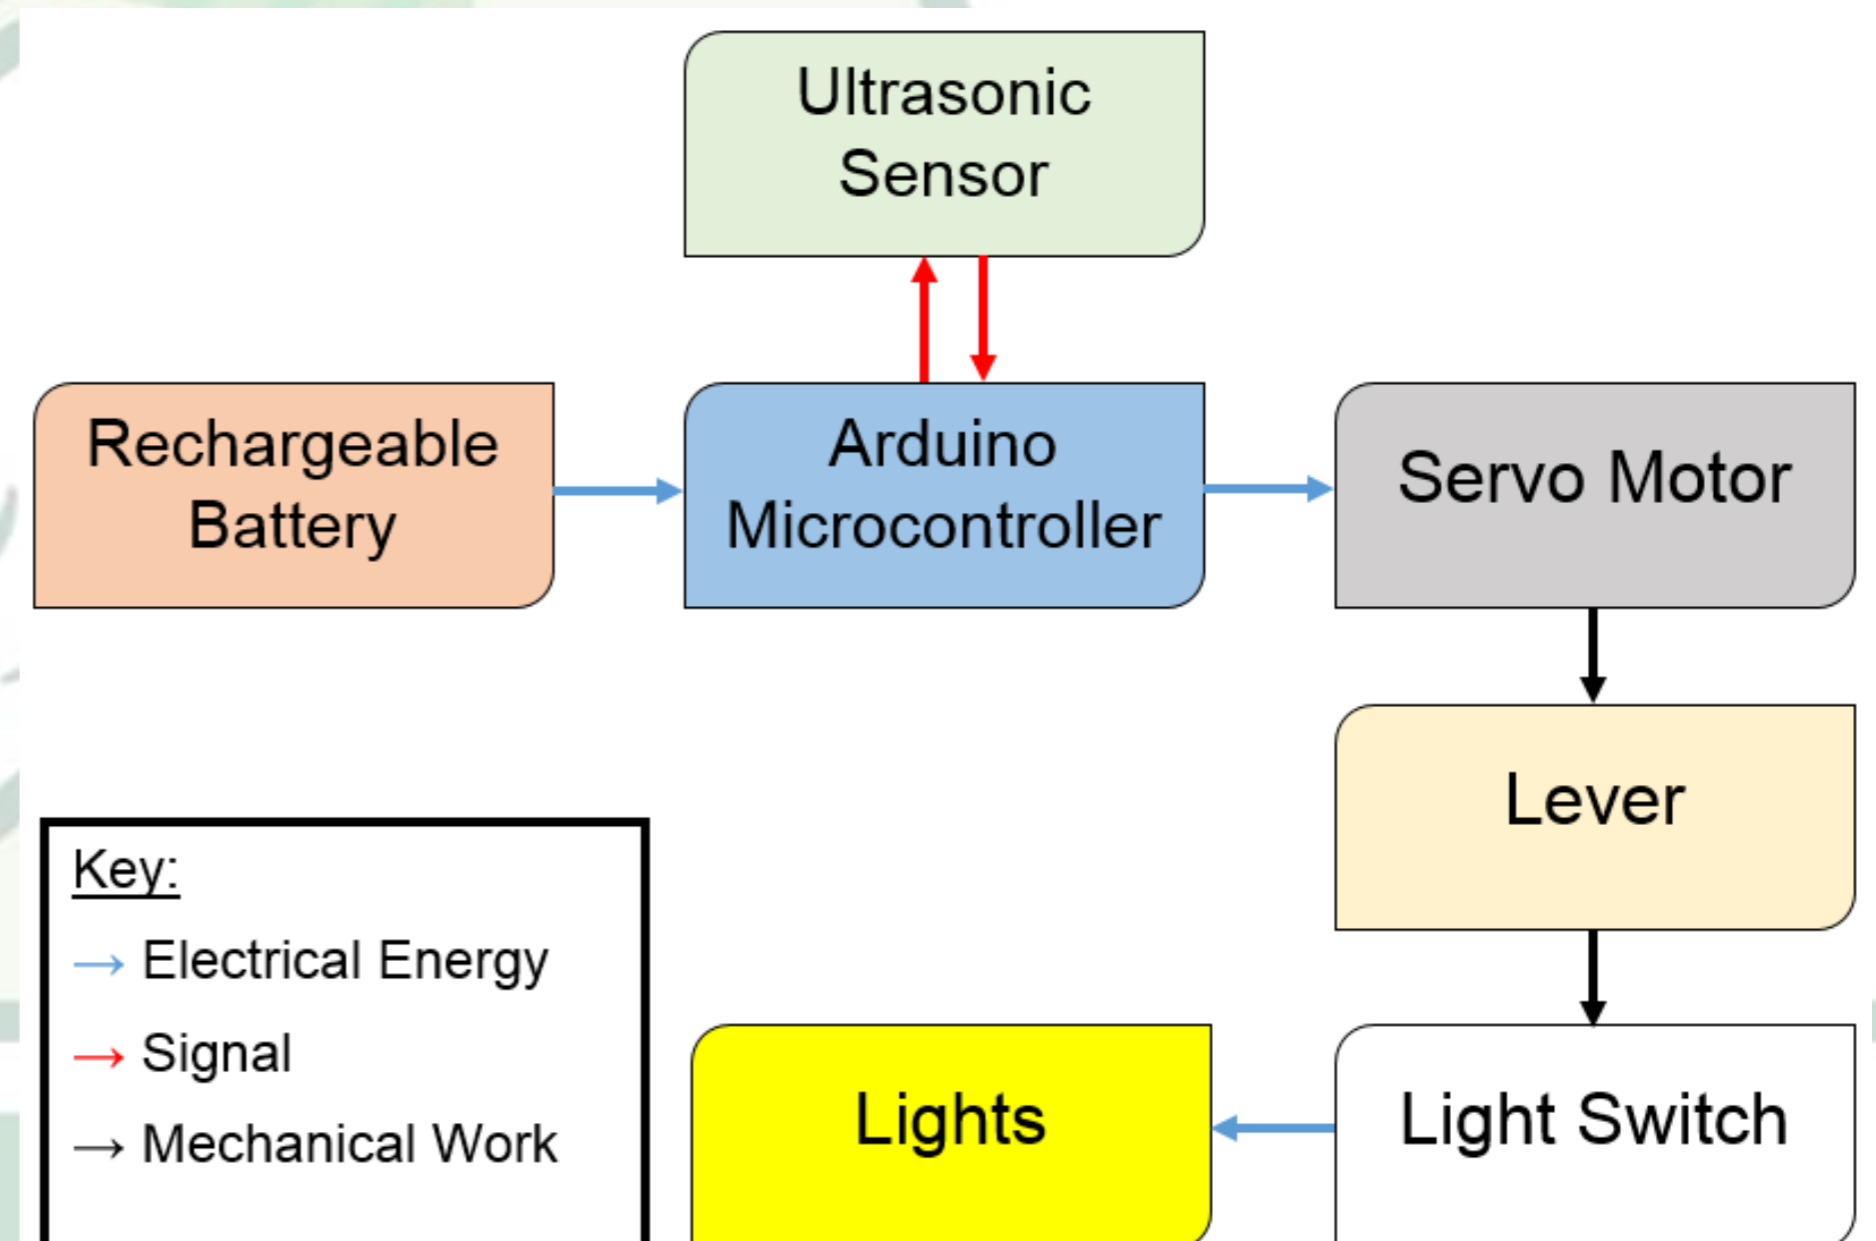 Ultrasonic
Sensor
Rechargeable
Battery
Arduino
Microcontroller
Servo Motor
Lever
Key:
→ Electrical Energy
→ Signal
→ Mechanical Work
Lights
Light Switch